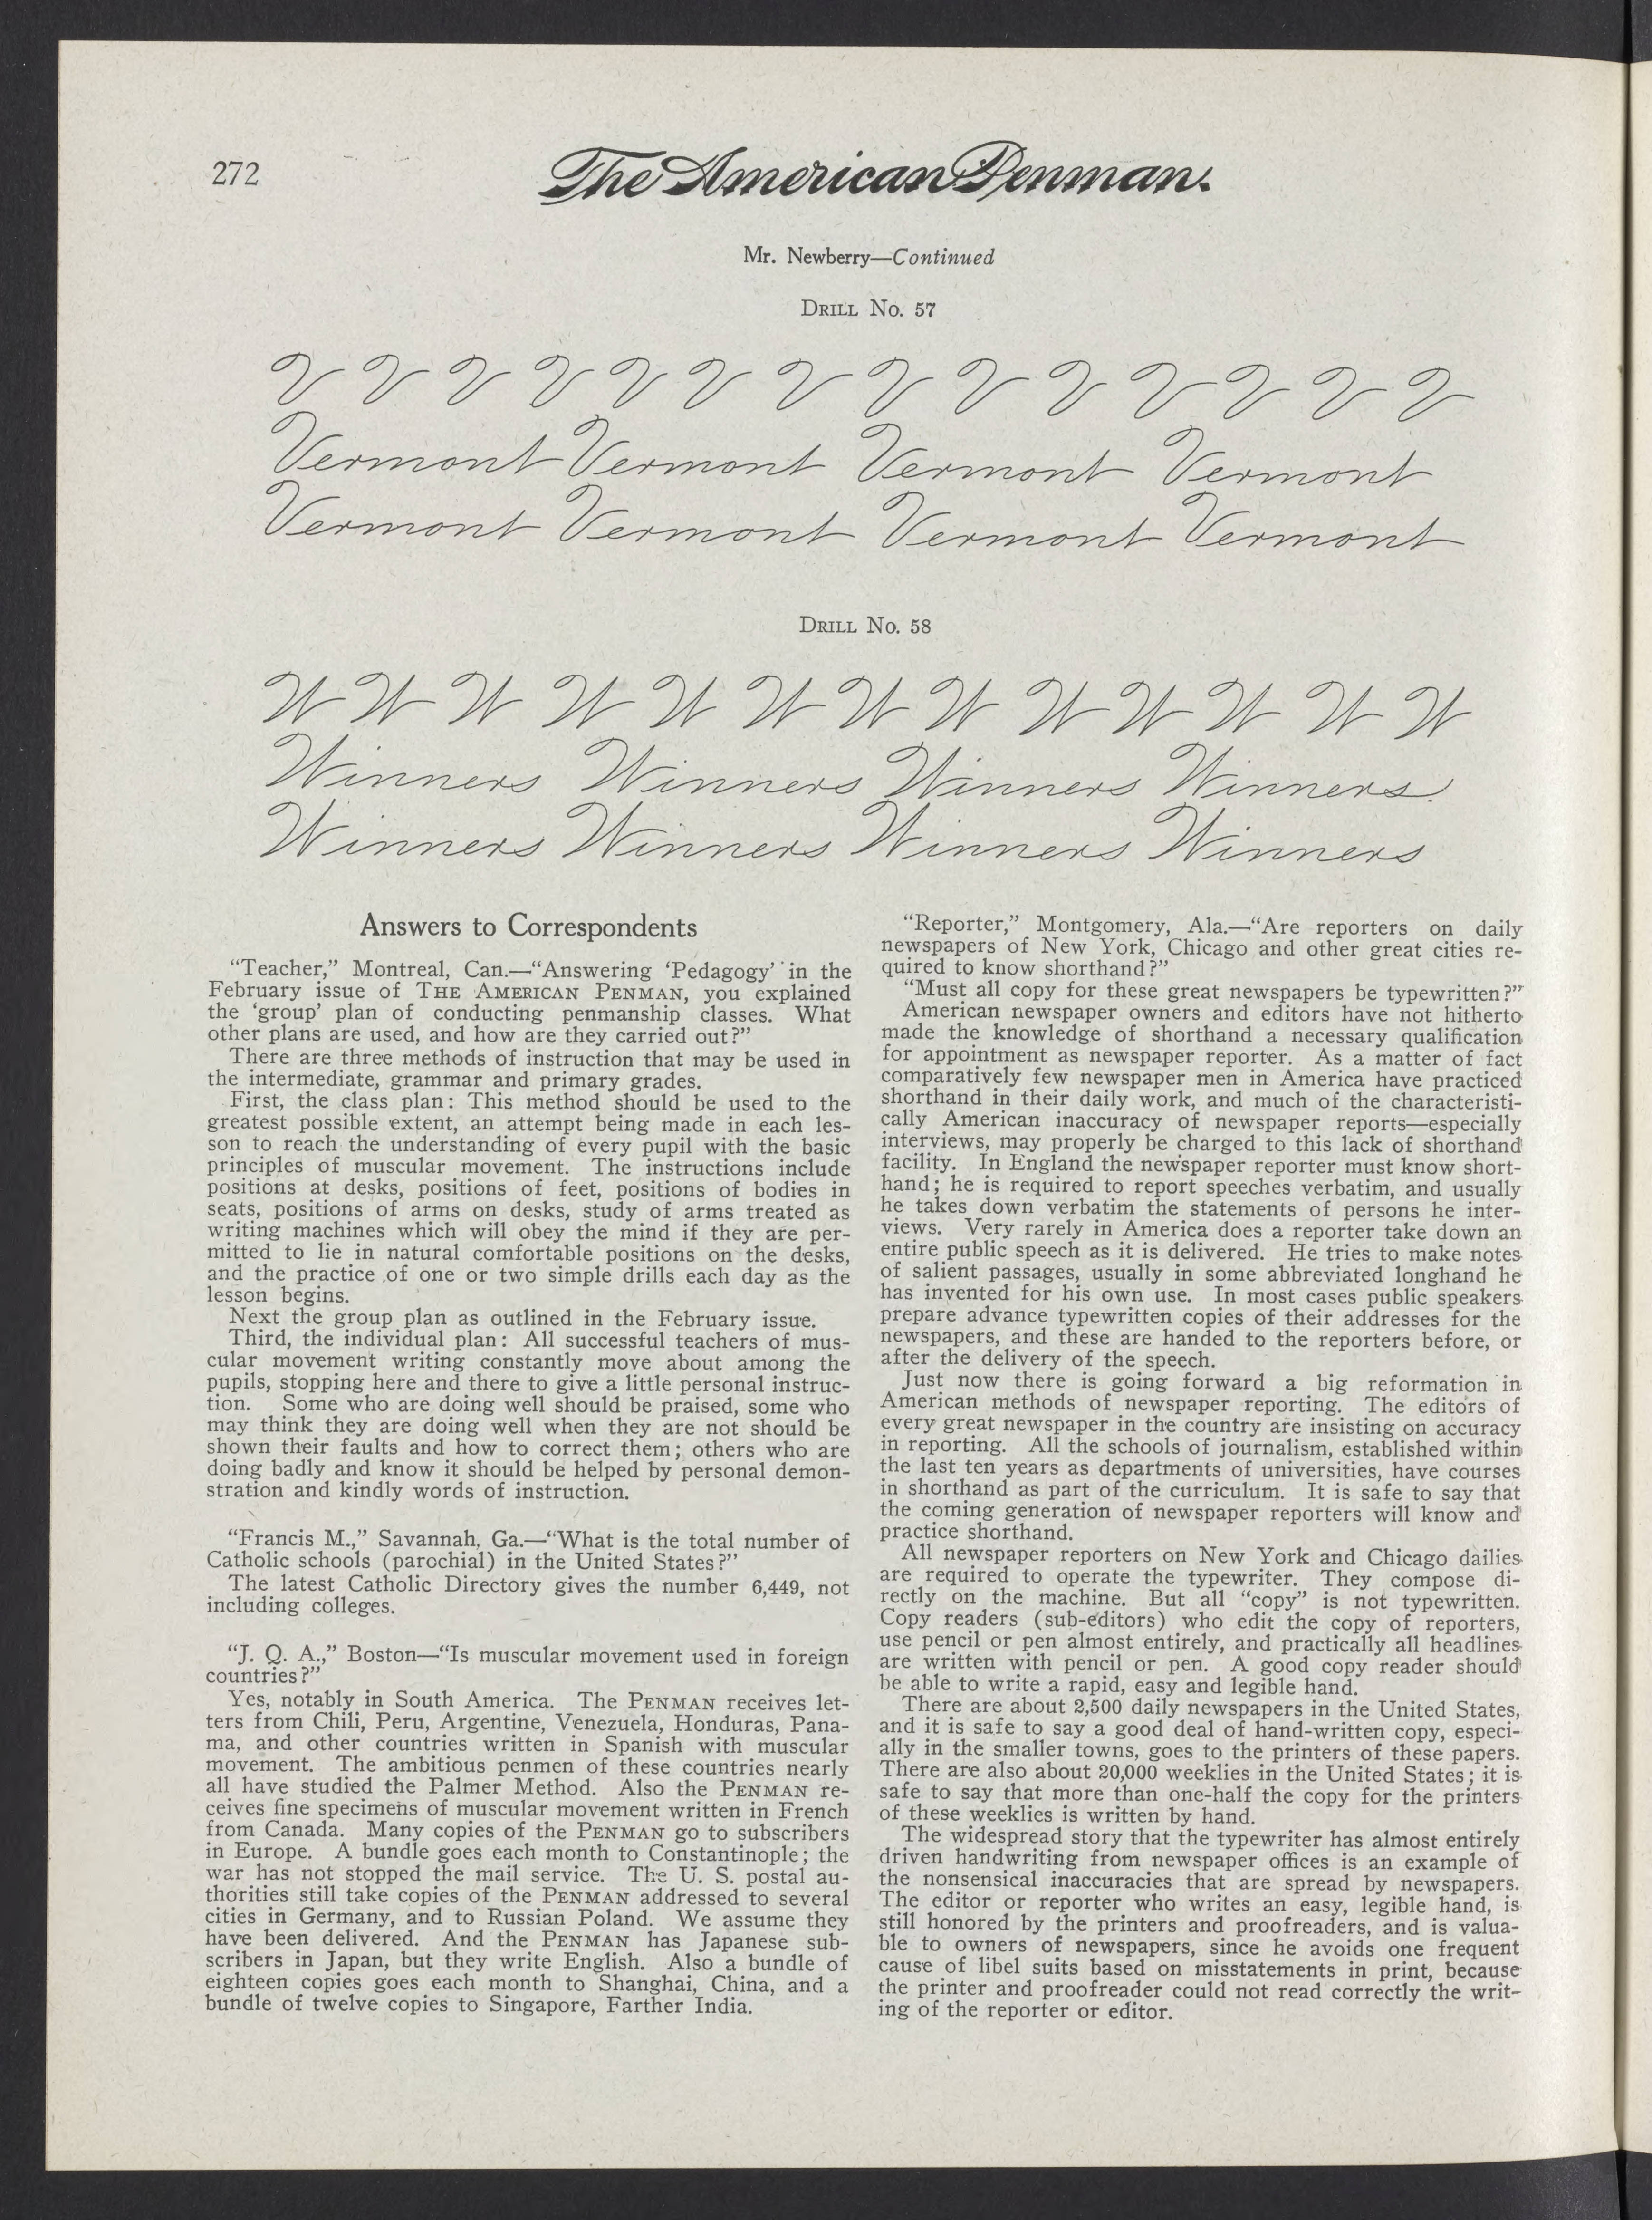 272
The American Penman.
Mr. Newberry—Continued
DRILL No. 57
V V V V V V V V V V V V V V
Vermont Vermont Vermont Vermont
Vermont Vermont Vermont Vermont
DRILL No. 58
W W W W W W W W W W W W W
Winners Winners Winners Winners.
Winners Winners Winners Winners
Answers to Correspondents
"Teacher," Montreal, Can.—"Answering 'Pedagogy' in the
February issue of THE AMERICAN PENMAN, you explained
the 'group' plan of conducting penmanship classes. What
other plans are used, and how are they carried out?"
There are three methods of instruction that may be used in
the intermediate, grammar and primary grades.
First, the class plan: This method should be used to the
greatest possible extent, an attempt being made in each les-
son to reach the understanding of every pupil with the basic
principles of muscular movement. The instructions include
positions at desks, positions of feet, positions of bodies in
seats, positions of arms on desks, study of arms treated as
writing machines which will obey the mind if they are per-
mitted to lie in natural comfortable positions on the desks,
and the practice of one or two simple drills each day as the
lesson begins.
Next the group plan as outlined in the February issue.
Third, the individual plan: All successful teachers of mus-
cular movement writing constantly move about among the
pupils, stopping here and there to give a little personal instruc-
tion. Some who are doing well should be praised, some who
may think they are doing well when they are not should be
shown their faults and how to correct them; others who are
doing badly and know it should be helped by personal demon-
stration and kindly words of instruction.
"Francis M.," Savannah, Ga.—"What is the total number of
Catholic schools (parochial) in the United States?"
The latest Catholic Directory gives the number 6,449, not
including colleges.
"J. Q. A.," Boston—"Is muscular movement used in foreign
countries?"
Yes, notably in South America. The PENMAN receives let-
ters from Chili, Peru, Argentine, Venezuela, Honduras, Pana-
ma, and other countries written in Spanish with muscular
movement. The ambitious penmen of these countries nearly
all have studied the Palmer Method. Also the PENMAN re-
ceives fine specimens of muscular movement written in French
from Canada. Many copies of the PENMAN go to subscribers
in Europe. A bundle goes each month to Constantinople; the
war has not stopped the mail service. The U. S. postal au-
thorities still take copies of the PENMAN addressed to several
cities in Germany, and to Russian Poland. We assume they
have been delivered. And the PENMAN has Japanese sub-
scribers in Japan, but they write English. Also a bundle of
eighteen copies goes each month to Shanghai, China, and a
bundle of twelve copies to Singapore, Farther India.
"Reporter," Montgomery, Ala.—"Are reporters on daily
newspapers of New York, Chicago and other great cities re-
quired to know shorthand?"
"Must all copy for these great newspapers be typewritten?"
American newspaper owners and editors have not hitherto
made the knowledge of shorthand a necessary qualification
for appointment as newspaper reporter. As a matter of fact
comparatively few newspaper men in America have practiced
shorthand in their daily work, and much of the characteristi-
cally American inaccuracy of newspaper reports—especially
interviews, may properly be charged to this lack of shorthand
facility. In England the newspaper reporter must know short-
hand; he is required to report speeches verbatim, and usually
he takes down verbatim the statements of persons he inter-
views. Very rarely in America does a reporter take down an
entire public speech as it is delivered. He tries to make notes
of salient passages, usually in some abbreviated longhand he
has invented for his own use. In most cases public speakers
prepare advance typewritten copies of their addresses for the
newspapers, and these are handed to the reporters before, or
after the delivery of the speech.
Just now there is going forward a big reformation in
American methods of newspaper reporting. The editors of
every great newspaper in the country are insisting on accuracy
in reporting. All the schools of journalism, established within
the last ten years as departments of universities, have courses
in shorthand as part of the curriculum. It is safe to say that
the coming generation of newspaper reporters will know and
practice shorthand.
All newspaper reporters on New York and Chicago dailies
are required to operate the typewriter. They compose di-
rectly on the machine. But all "copy" is not typewritten.
Copy readers (sub-editors) who edit the copy of reporters,
use pencil or pen almost entirely, and practically all headlines
are written with pencil or pen. A good copy reader should
be able to write a rapid, easy and legible hand.
There are about 2,500 daily newspapers in the United States,
and it is safe to say a good deal of hand-written copy, especi-
ally in the smaller towns, goes to the printers of these papers.
There are also about 20,000 weeklies in the United States; it is
safe to say that more than one-half the copy for the printers
of these weeklies is written by hand.
The widespread story that the typewriter has almost entirely
driven handwriting from newspaper offices is an example of
the nonsensical inaccuracies that are spread by newspapers.
The editor or reporter who writes an easy, legible hand, is
still honored by the printers and proofreaders, and is valua-
ble to owners of newspapers, since he avoids one frequent
cause of libel suits based on misstatements in print, because
the printer and proofreader could not read correctly the writ-
ing of the reporter or editor.